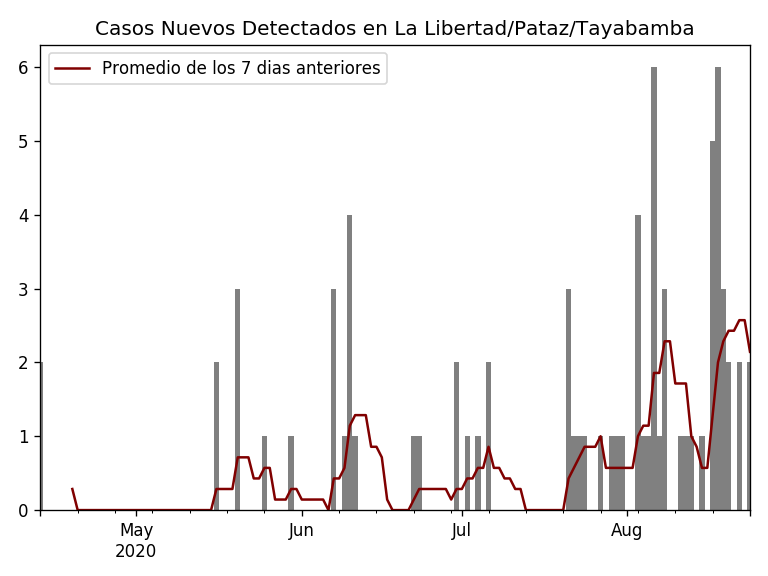 Casos Nuevos Detectados en La Libertad/Pataz/Tayabamba
Promedio de los 7 dias anteriores
6
5
4
3
2
1
0
May
2020
Jun
Jul
Aug